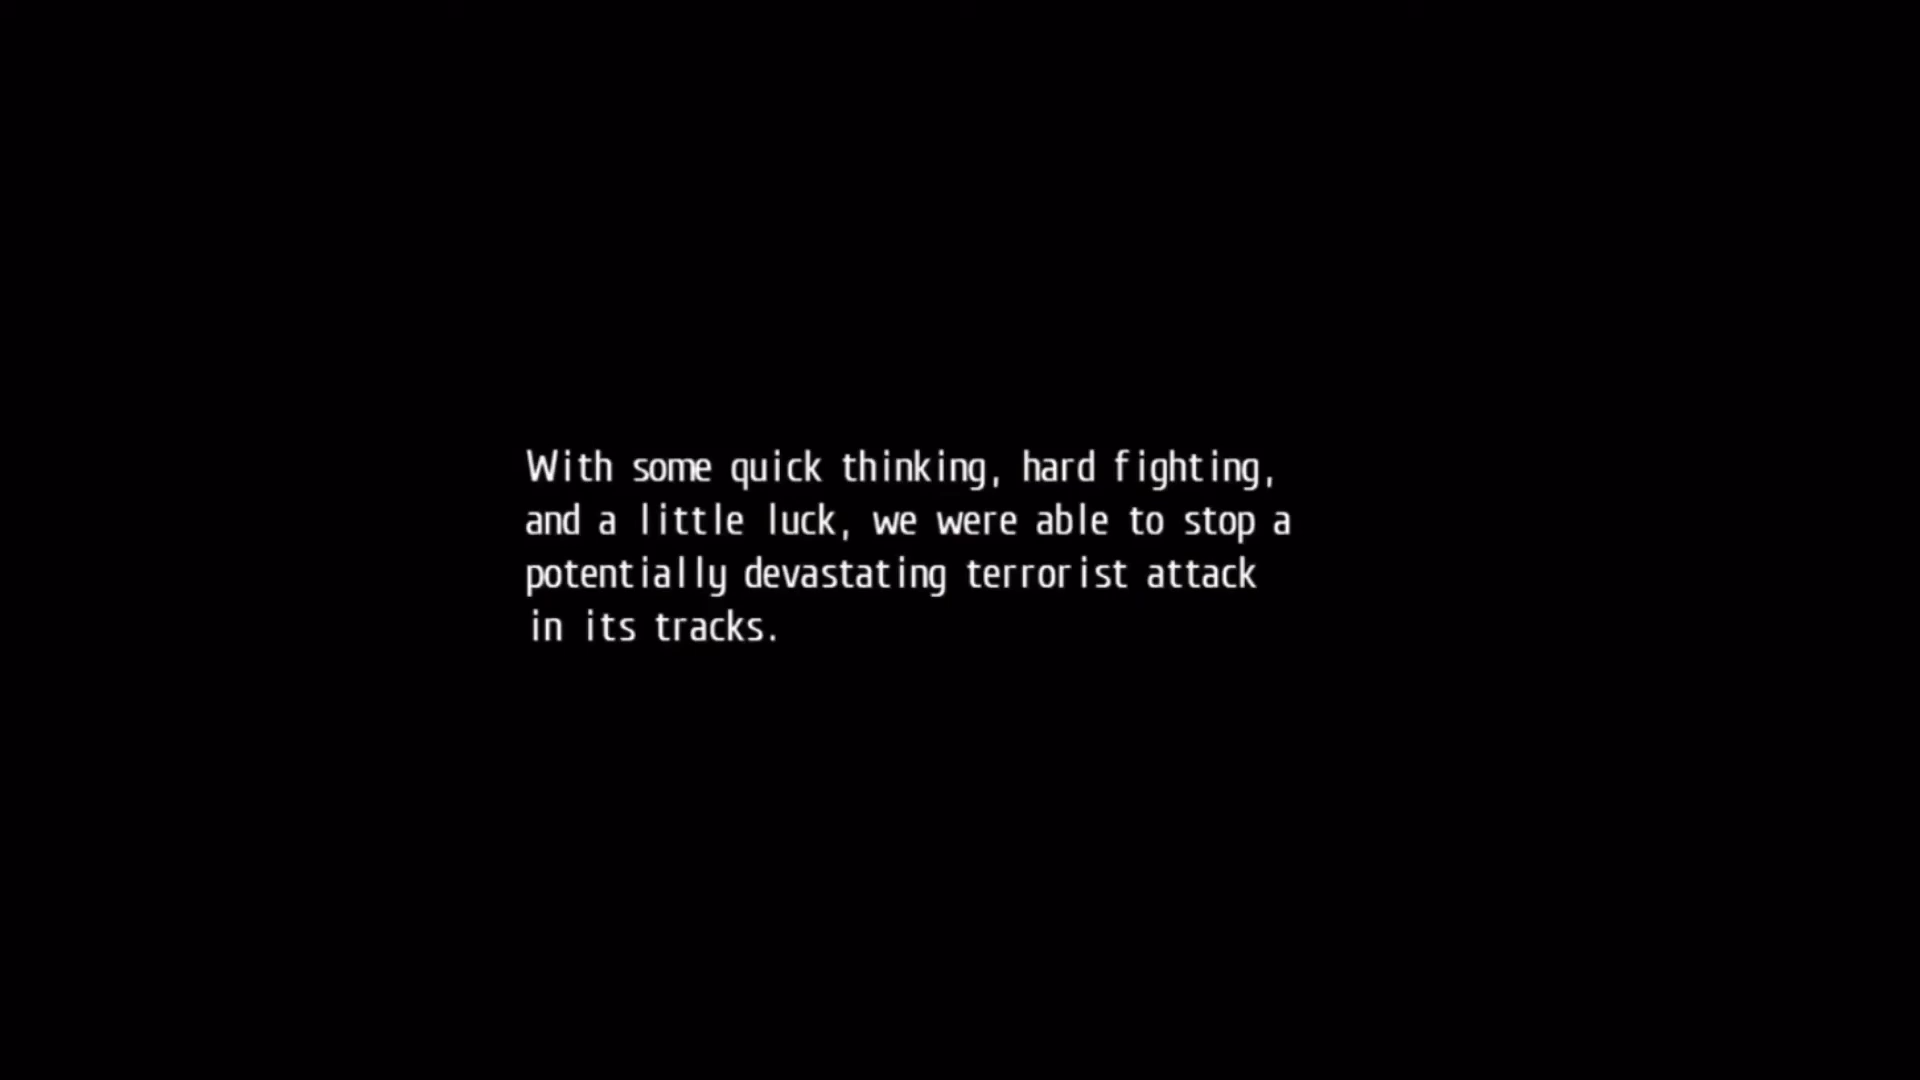 With some quick thinking, hard fighting,
and a little luck, we were able to stop a
potentially devastating terrorist attack
in its tracks.